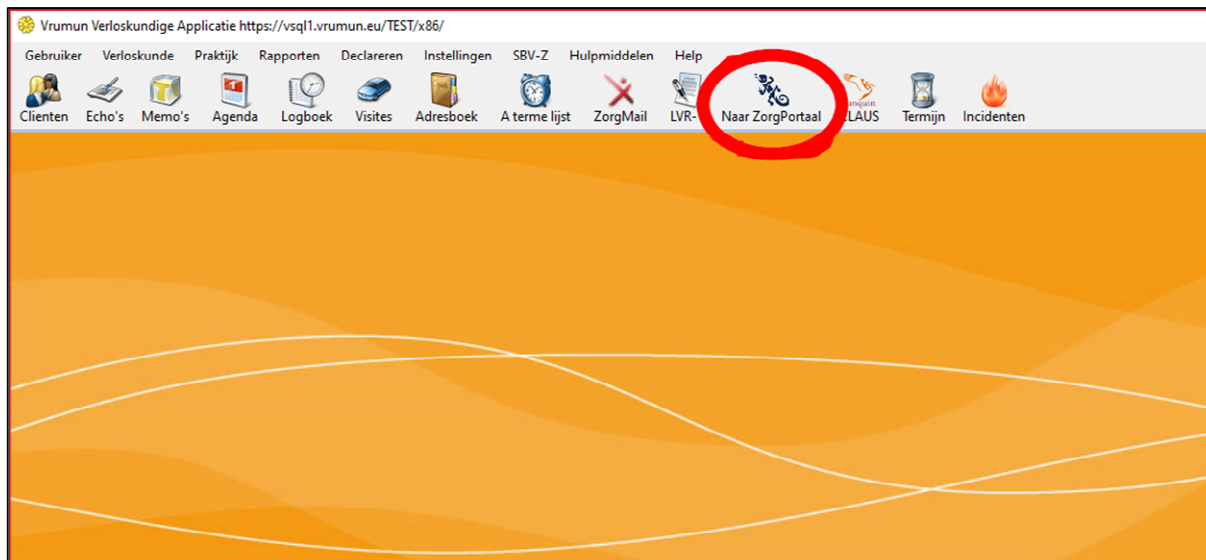 Vrumun Verloskundige Applicatie https://vsql1.vrumun.eu/TEST/x86/
Gebruiker Verloskunde Praktijk Rapporten Declareren Instellingen SBV-Z Hulpmiddelen Help
Clienten Echo's Memo's Agenda Logboek Visites Adresboek A terme lijst ZorgMail LVR- Naar ZorgPortaal LAUS Termijn Incidenten